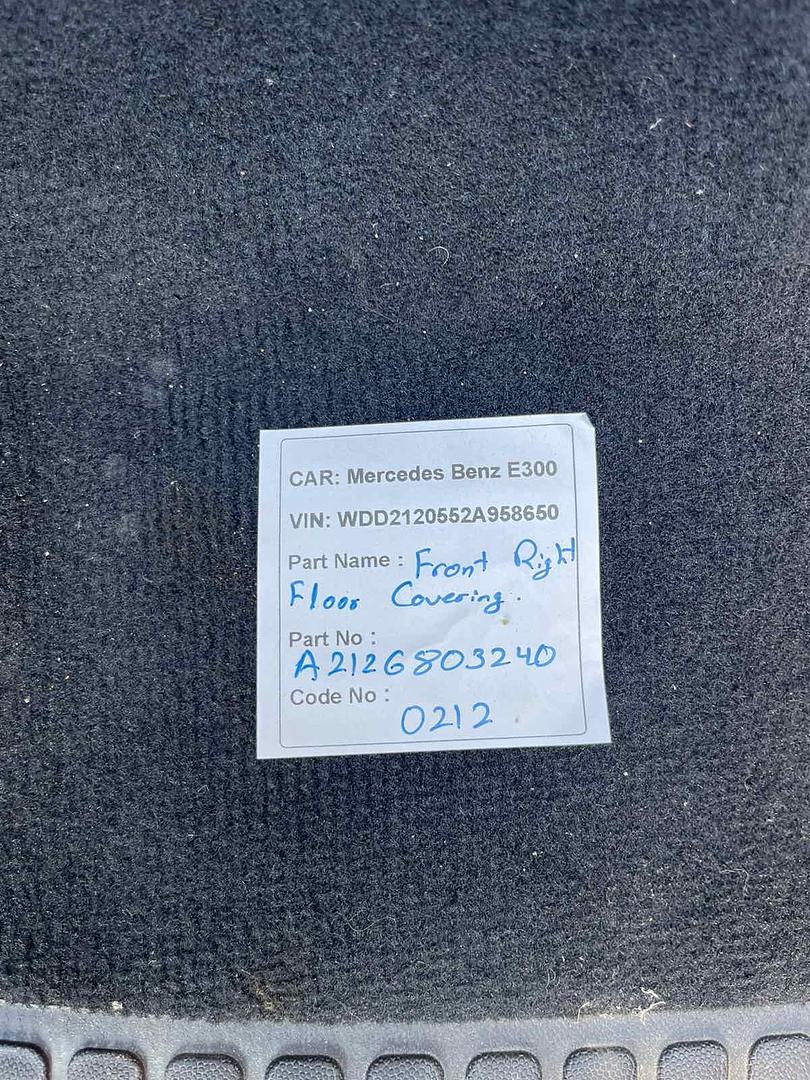 CAR: Mercedes Benz E300
VIN: WDD2120552A958650
Part Name : Front Right
Floor Covering.
Part No :
A2126803240
Code No :
0212